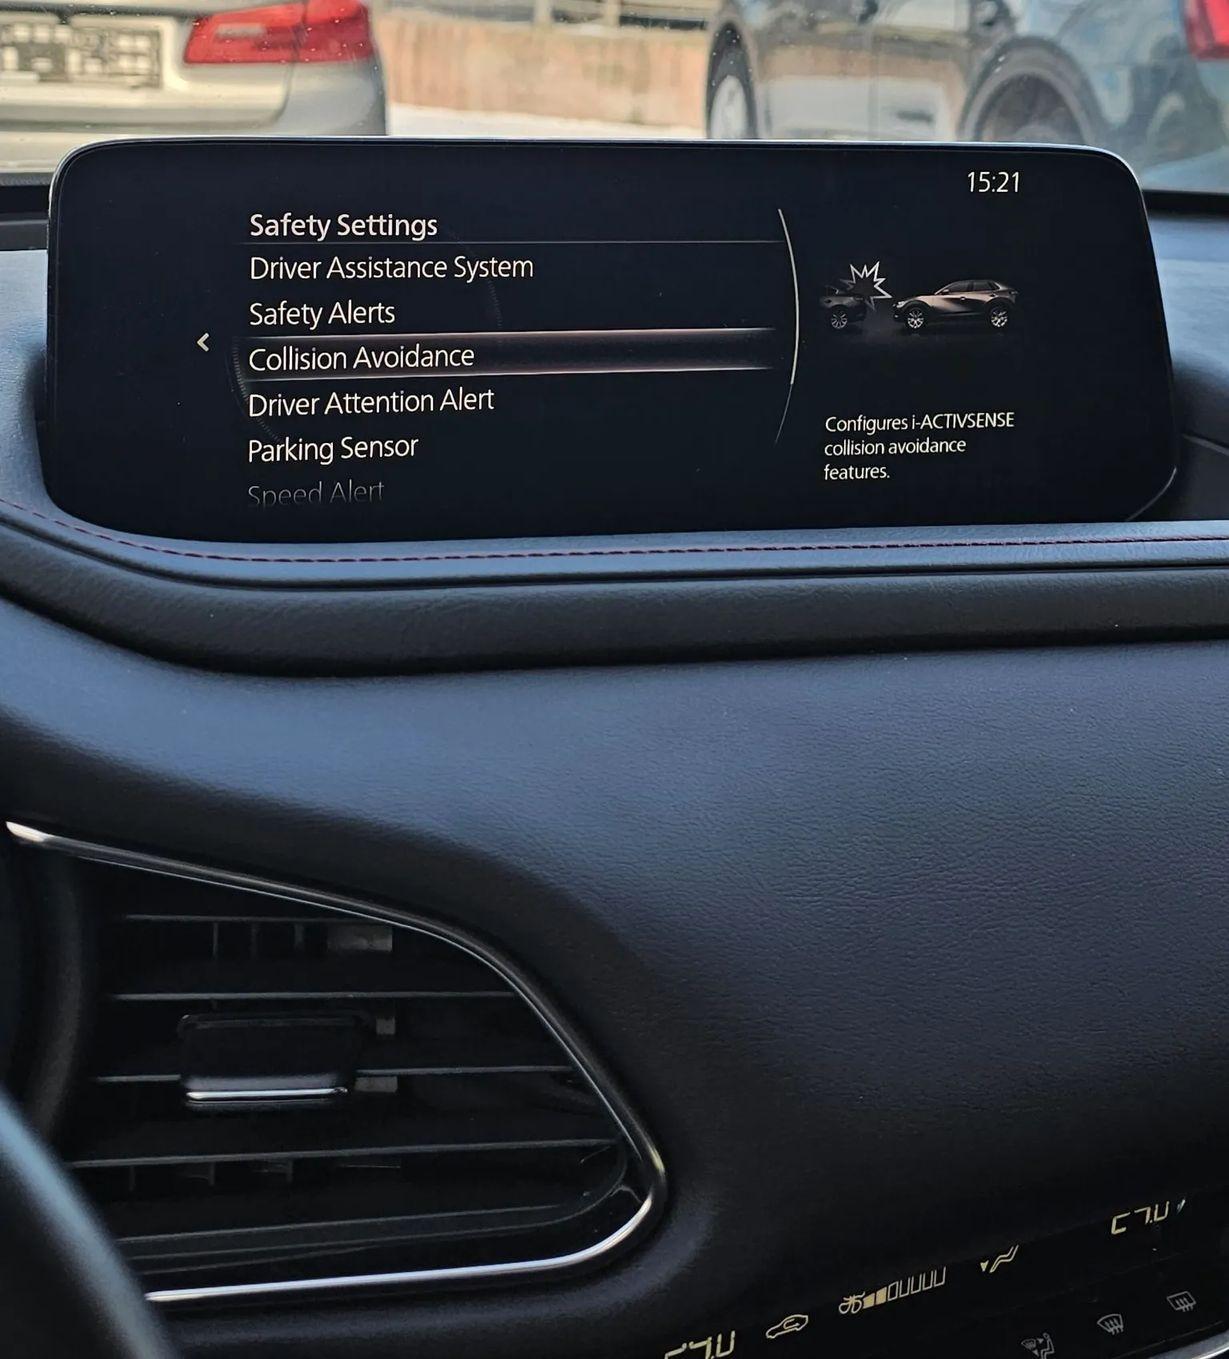 15:21
Safety Settings
Driver Assistance System
Safety Alerts
Collision Avoidance
Driver Attention Alert
Parking Sensor
Speed Alert
Configures i-ACTIVSENSE
collision avoidance
features.